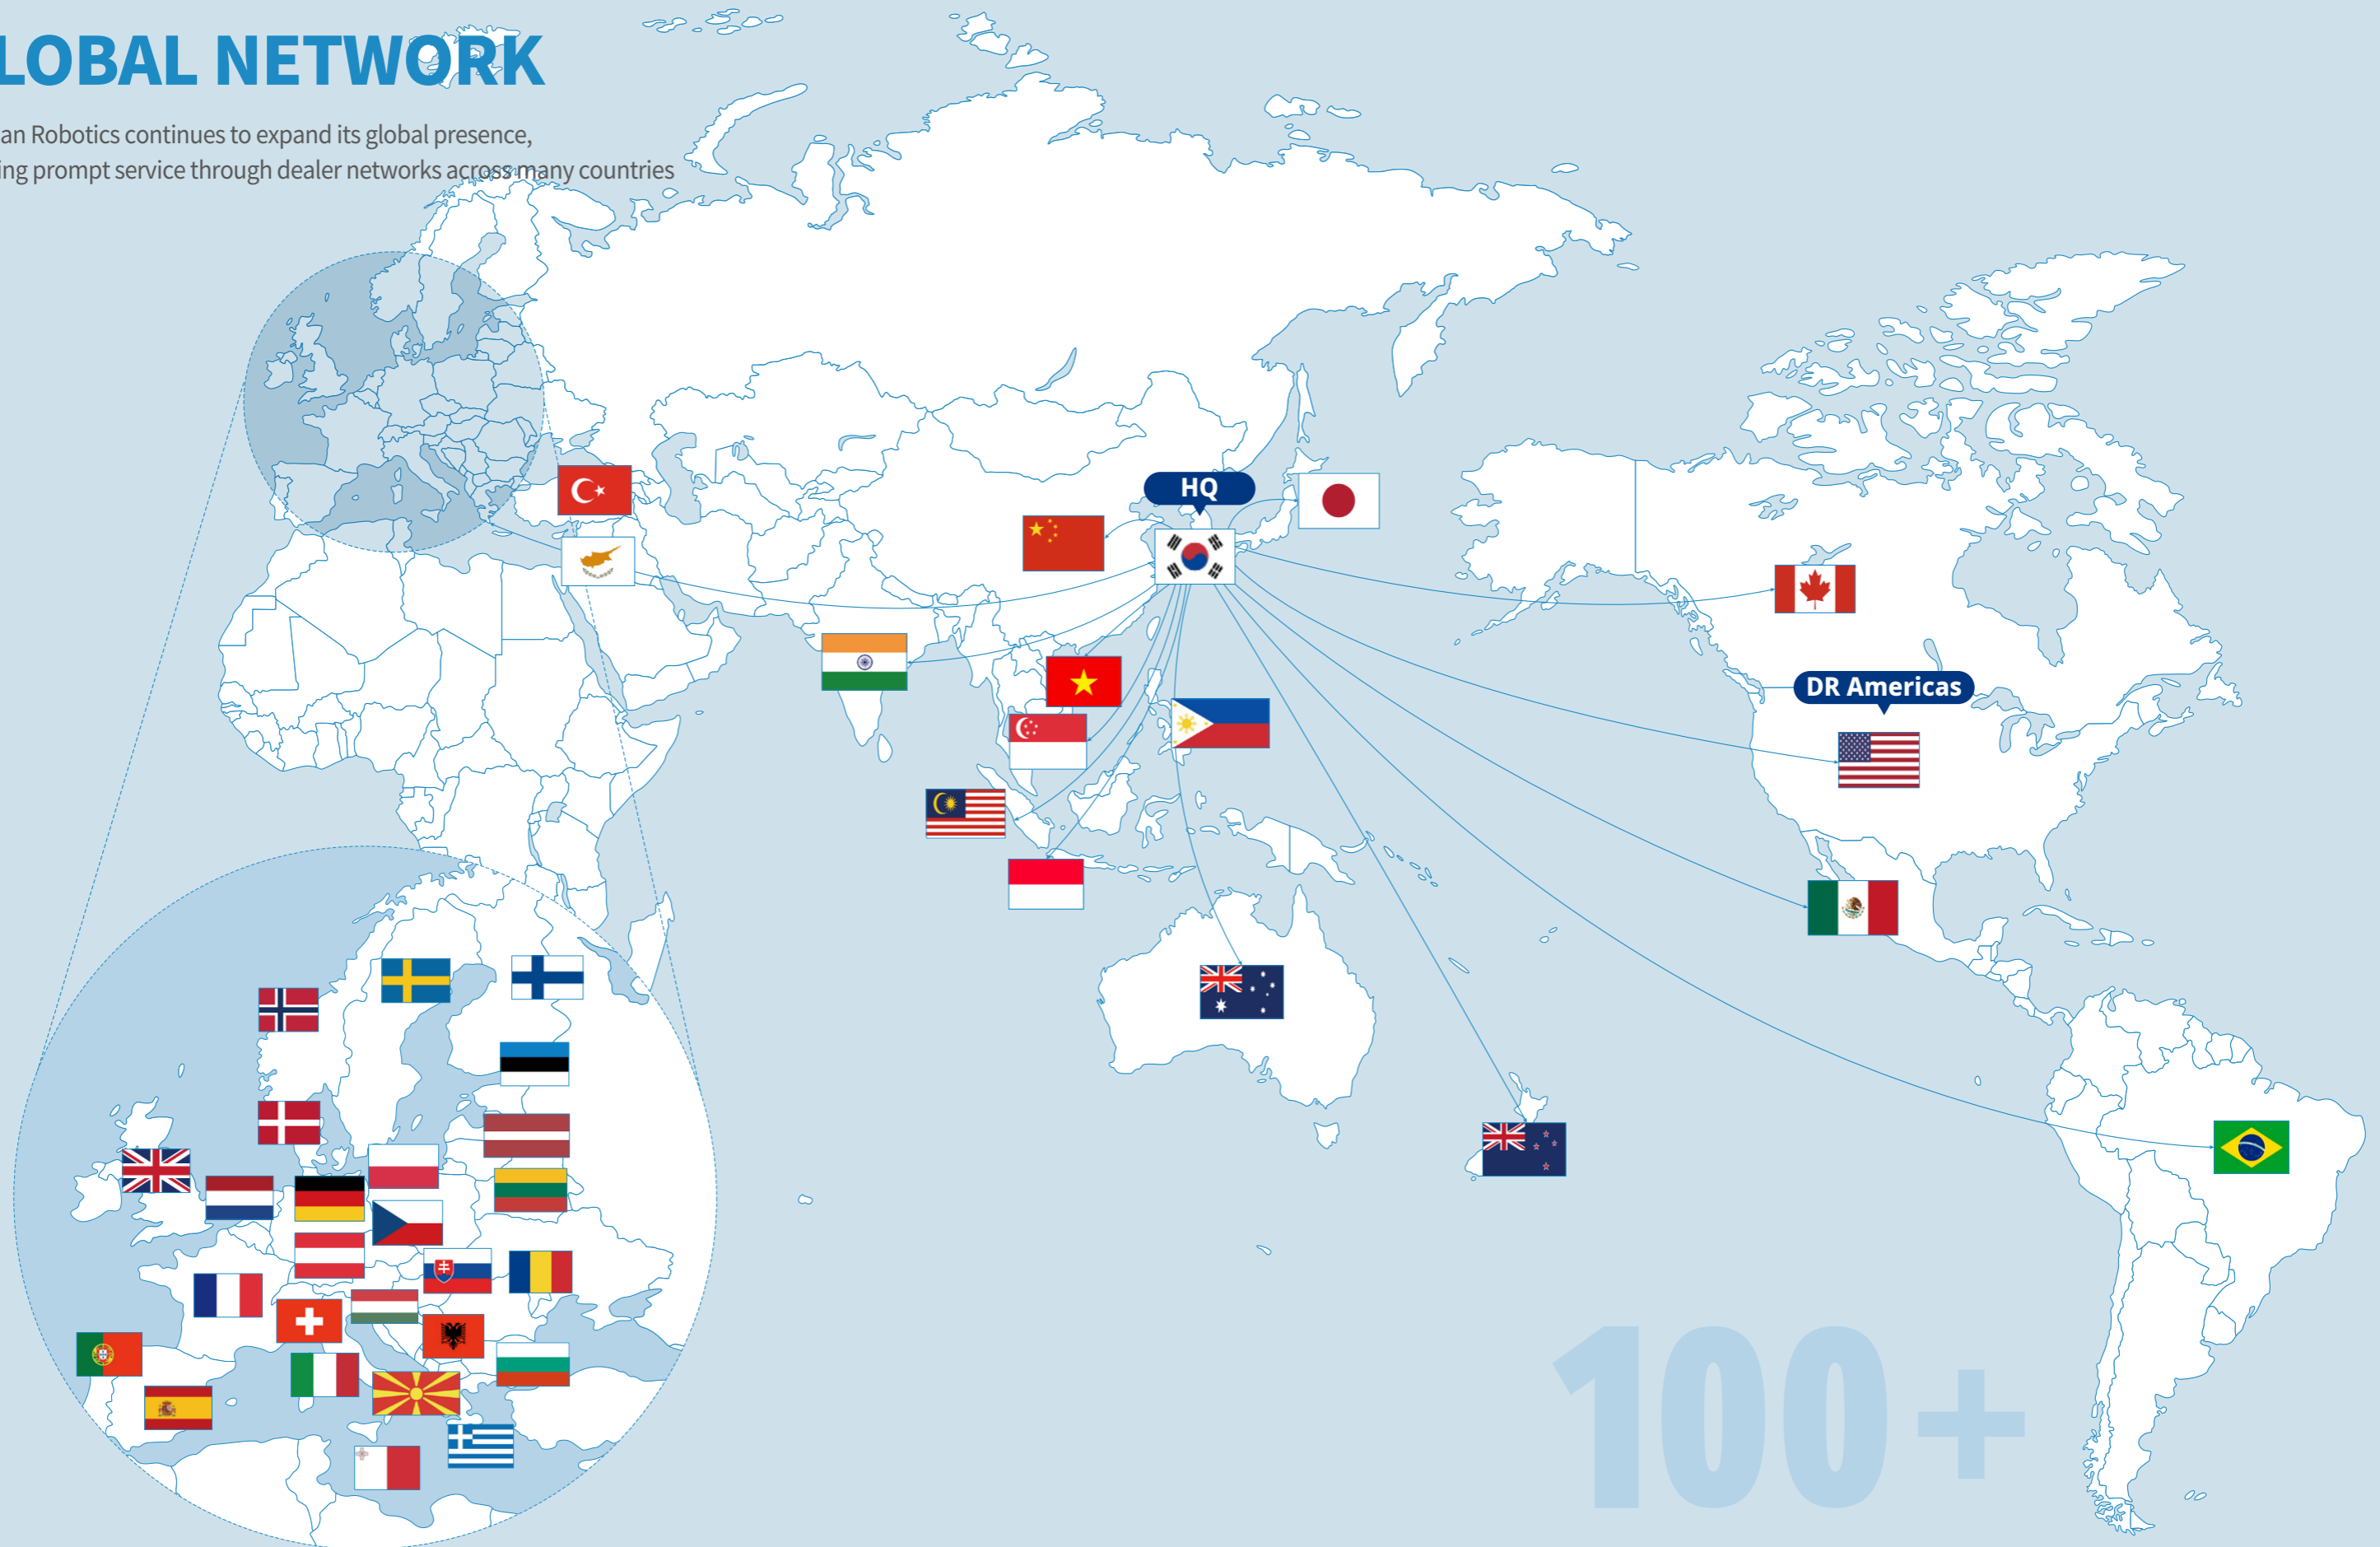 LOBAL NETWORK
an Robotics continues to expand its global presence,
ing prompt service through dealer networks across many countries
HQ
DR Americas
100+